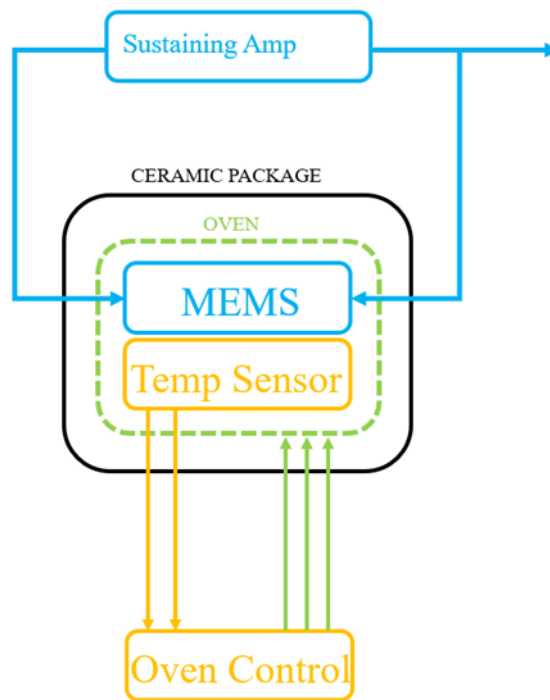 Sustaining Amp
CERAMIC PACKAGE
OVEN
MEMS
Temp Sensor
Oven Control